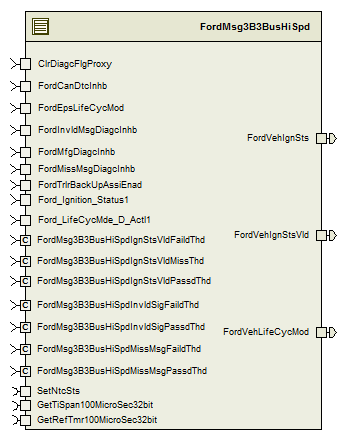 FordMsg3B3BusHiSpd
ClrDiagcFlgProxy
FordCanDtcInhb
FordEpsLifeCycMod
FordInvldMsgDiagcInhb
FordVehIgnSts
FordMfgDiagcInhb
FordMissMsgDiagcInhb
FordTrlrBackUpAssiEnad
Ford_Ignition_Status1
Ford_LifeCycMde_D_Actl1
FordVehIgnStsVld
C FordMsg3B3BusHiSpdIgnStsVldFaildThd
C FordMsg3B3BusHiSpdIgnStsVldMissThd
C FordMsg3B3BusHiSpdIgnStsVldPassdThd
C FordMsg3B3BusHiSpdInvldSigFaildThd
C FordMsg3B3BusHiSpdInvldSigPassdThd
FordVehLifeCycMod
C FordMsg3B3BusHiSpdMissMsgFaildThd
C FordMsg3B3BusHiSpdMissMsgPassdThd
SetNtcSts
GetTiSpan100MicroSec32bit
GetRefTmr100MicroSec32bit